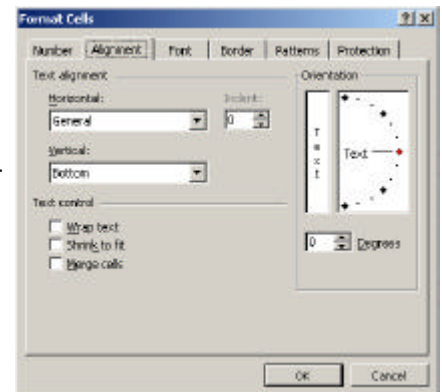 Format Cells
Number Alignment Font Border Patterns Protection
Text alignment
Horizontal:
Indent:
General
0
Vertical:
Bottom
Text control
Wrap text
Shrink to fit
Merge cells
Orientation
T
e
x
t
Text
0 Degrees
OK Cancel